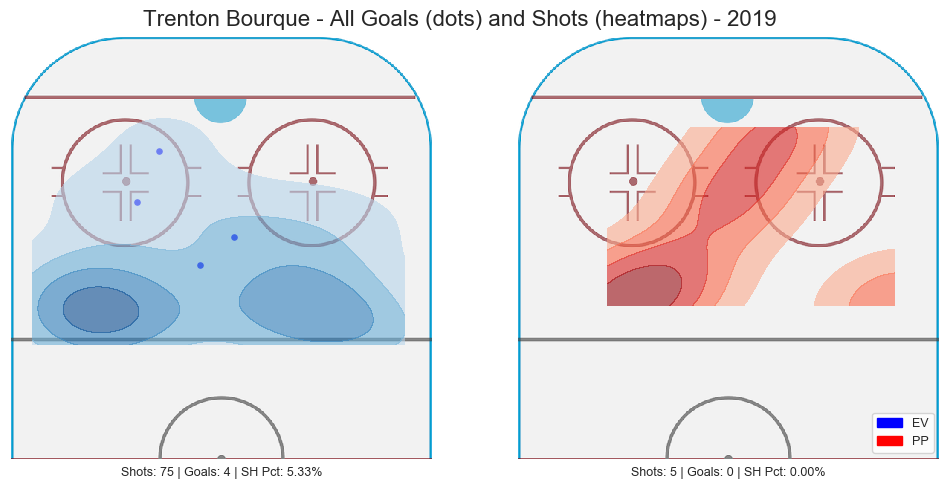 Trenton Bourque - All Goals (dots) and Shots (heatmaps) - 2019
EV
PP
Shots: 75 | Goals: 4 | SH Pct: 5.33%
Shots: 5 | Goals: 0 | SH Pct: 0.00%